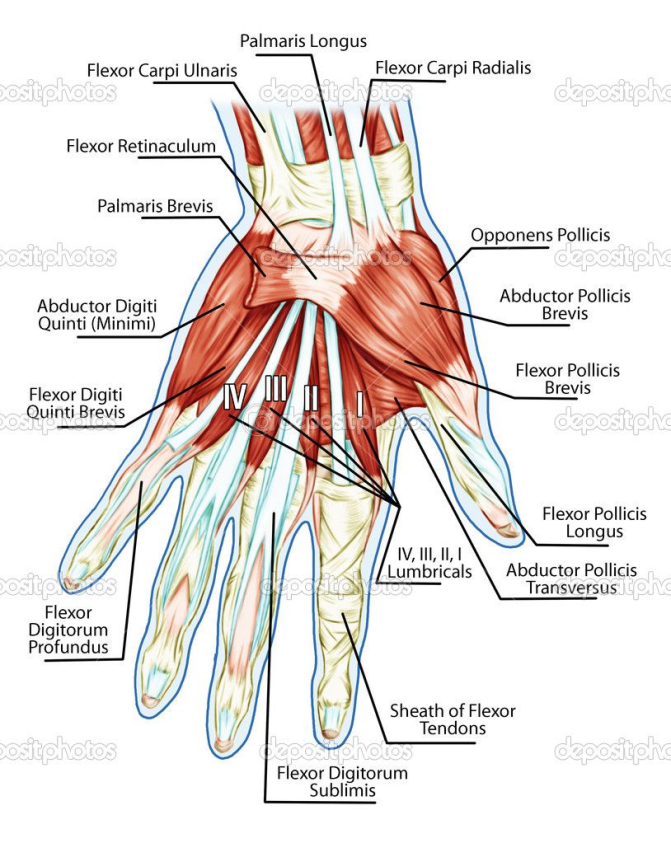 Palmaris Longus
Flexor Carpi Ulnaris
Flexor Carpi Radialis
depositphotos
depositphotos
depositphotos
Flexor Retinaculum
Palmaris Brevis
Opponens Pollicis
depositphotos
depositphotos
depositphotos
Abductor Digiti
Quinti (Minimi)
Abductor Pollicis
Brevis
Flexor Pollicis
Brevis
Flexor Digiti
Quinti Brevis
IV
III
II
I
depositphotos
depositphotos
depositphotos
Flexor Pollicis
Longus
IV, III, II, I
Lumbricals
Abductor Pollicis
Transversus
depositphotos
depositphotos
depositphotos
Flexor
Digitorum
Profundus
Sheath of Flexor
Tendons
depositphotos
depositphotos
depositphotos
Flexor Digitorum
Sublimis